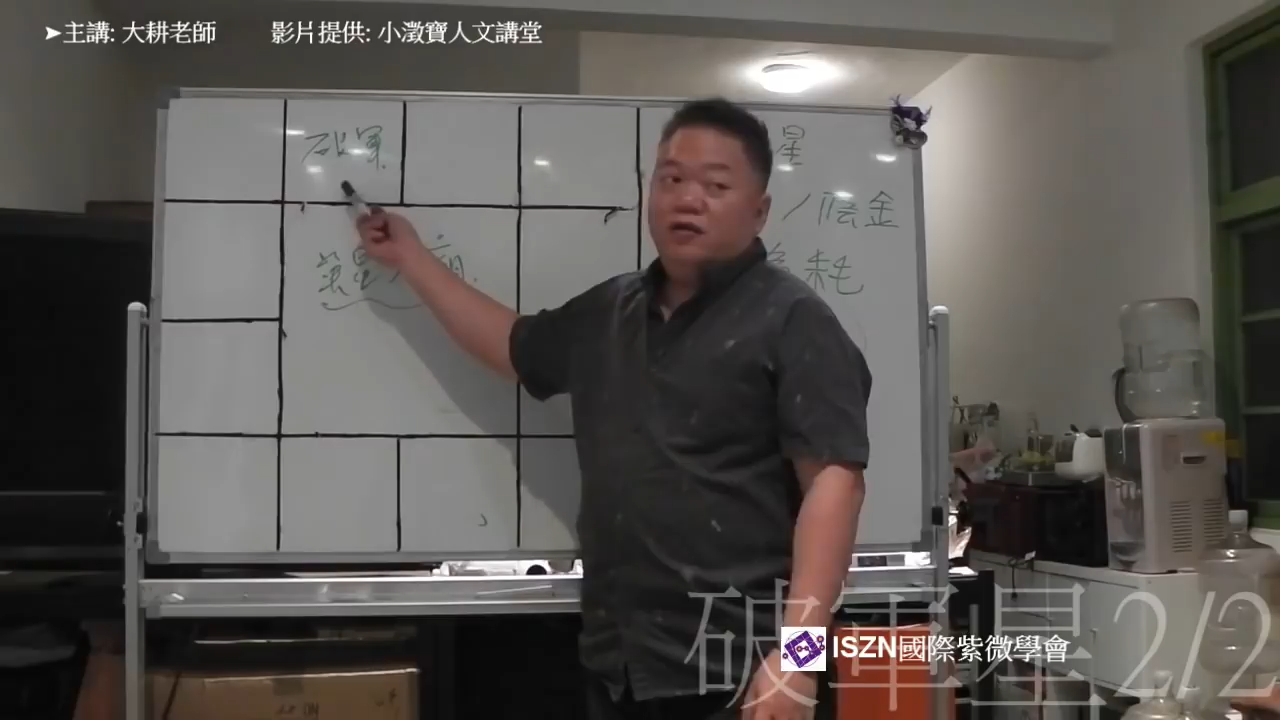 ➤主講: 大耕老師 影片提供: 小瀓寶人文講堂
破軍
星
陰金
耗
ISZN國際紫微學會
破軍星2/2